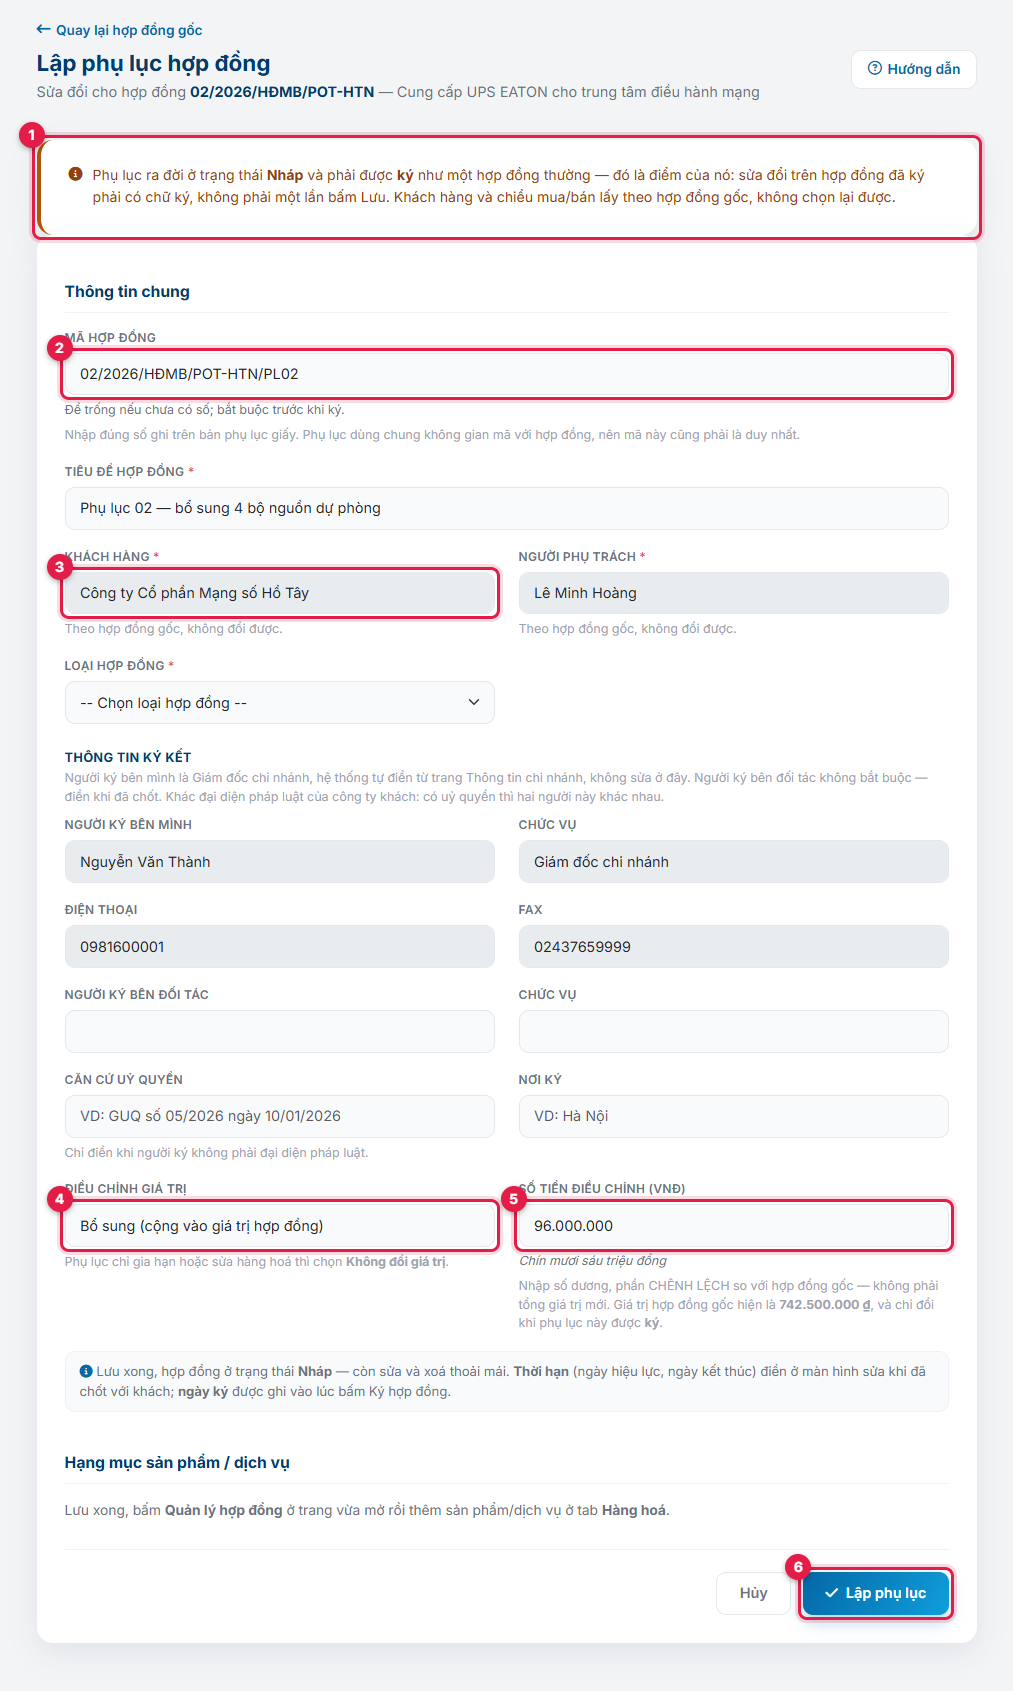 ← Quay lại hợp đồng gốc
Lập phụ lục hợp đồng
Hướng dẫn
Sửa đổi cho hợp đồng 02/2026/HĐMB/POT-HTN — Cung cấp UPS EATON cho trung tâm điều hành mạng
1
Phụ lục ra đời ở trạng thái Nháp và phải được ký như một hợp đồng thường — đó là điểm của nó: sửa đổi trên hợp đồng đã ký
phải có chữ ký, không phải một lần bấm Lưu. Khách hàng và chiều mua/bán lấy theo hợp đồng gốc, không chọn lại được.
Thông tin chung
MÃ HỢP ĐỒNG
2
02/2026/HĐMB/POT-HTN/PL02
Để trống nếu chưa có số; bắt buộc trước khi ký.
Nhập đúng số ghi trên bản phụ lục giấy. Phụ lục dùng chung không gian mã với hợp đồng, nên mã này cũng phải là duy nhất.
TIÊU ĐỀ HỢP ĐỒNG *
Phụ lục 02 — bổ sung 4 bộ nguồn dự phòng
KHÁCH HÀNG *
NGƯỜI PHỤ TRÁCH *
3
Công ty Cổ phần Mạng số Hồ Tây
Lê Minh Hoàng
Theo hợp đồng gốc, không đổi được.
Theo hợp đồng gốc, không đổi được.
LOẠI HỢP ĐỒNG *
-- Chọn loại hợp đồng --
THÔNG TIN KÝ KẾT
Người ký bên mình là Giám đốc chi nhánh, hệ thống tự điền từ trang Thông tin chi nhánh, không sửa ở đây. Người ký bên đối tác không bắt buộc —
điền khi đã chốt. Khác đại diện pháp luật của công ty khách: có uỷ quyền thì hai người này khác nhau.
NGƯỜI KÝ BÊN MÌNH
CHỨC VỤ
Nguyễn Văn Thành
Giám đốc chi nhánh
ĐIỆN THOẠI
FAX
0981600001
02437659999
NGƯỜI KÝ BÊN ĐỐI TÁC
CHỨC VỤ
CĂN CỨ UỶ QUYỀN
NƠI KÝ
VD: GUQ số 05/2026 ngày 10/01/2026
VD: Hà Nội
Chỉ điền khi người ký không phải đại diện pháp luật.
ĐIỀU CHỈNH GIÁ TRỊ
SỐ TIỀN ĐIỀU CHỈNH (VNĐ)
4
5
Bổ sung (cộng vào giá trị hợp đồng)
96.000.000
Phụ lục chỉ gia hạn hoặc sửa hàng hoá thì chọn Không đổi giá trị.
Chín mươi sáu triệu đồng
Nhập số dương, phần CHÊNH LỆCH so với hợp đồng gốc — không phải
tổng giá trị mới. Giá trị hợp đồng gốc hiện là 742.500.000 ₫, và chỉ đổi
khi phụ lục này được ký.
Lưu xong, hợp đồng ở trạng thái Nháp — còn sửa và xoá thoải mái. Thời hạn (ngày hiệu lực, ngày kết thúc) điền ở màn hình sửa khi đã
chốt với khách; ngày ký được ghi vào lúc bấm Ký hợp đồng.
Hạng mục sản phẩm / dịch vụ
Lưu xong, bấm Quản lý hợp đồng ở trang vừa mở rồi thêm sản phẩm/dịch vụ ở tab Hàng hoá.
6
Hủy
Lập phụ lục